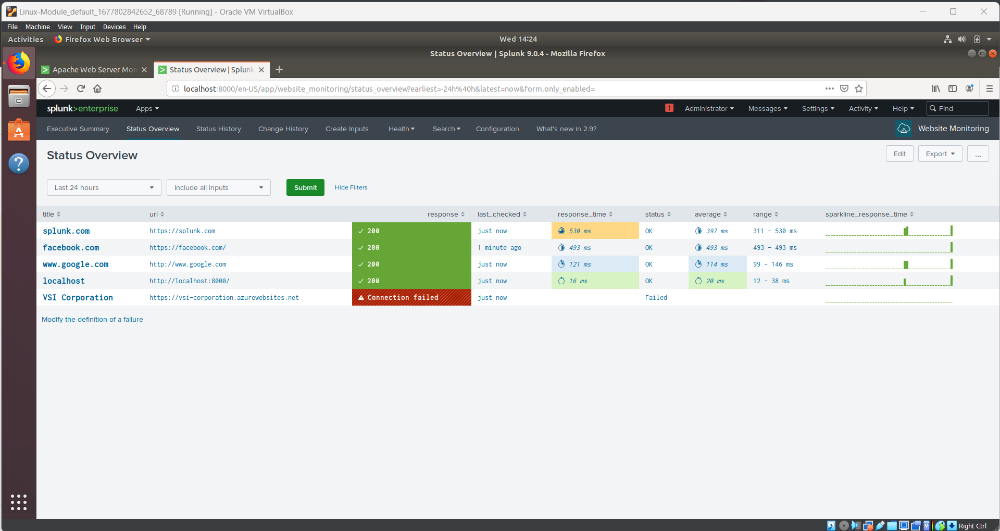 Linux-Module_default_1677802842652_68789 [Running] - Oracle VM VirtualBox
File Machine View Input Devices Help
Activities Firefox Web Browser Wed 14:24
Status Overview | Splunk 9.0.4 - Mozilla Firefox
Apache Web Server Mon Status Overview | Splunk
localhost:8000/en-US/app/website_monitoring/status_overview?earliest=-24h%40h&latest=now&form.only_enabled=
splunk>enterprise Apps Administrator Messages Settings Activity Help Find
Executive Summary Status Overview Status History Change History Create Inputs Health Search Configuration What's new in 2.9? Website Monitoring
Status Overview Edit Export ...
Last 24 hours Include all inputs Submit Hide Filters
title url response last_checked response_time status average range sparkline_response_time
splunk.com https://splunk.com 200 just now 530 ms OK 397 ms 311 - 530 ms
facebook.com https://facebook.com/ 200 1 minute ago 493 ms OK 493 ms 493 - 493 ms
www.google.com http://www.google.com 200 just now 121 ms OK 114 ms 99 - 146 ms
localhost http://localhost:8000/ 200 just now 16 ms OK 20 ms 12 - 38 ms
VSI Corporation https://vsi-corporation.azurewebsites.net Connection failed just now Failed
Modify the definition of a failure
Right Ctrl